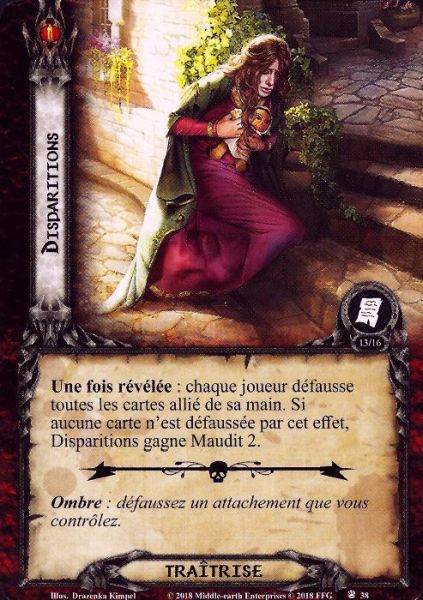 DISPARITIONS
13/16
Une fois révélée : chaque joueur défausse
toutes les cartes allié de sa main. Si
aucune carte n'est défaussée par cet effet,
Disparitions gagne Maudit 2.
Ombre : défaussez un attachement que vous
contrôlez.
TRAÎTRISE
Illus. Drazenka Kimpel
© 2018 Middle-earth Enterprises © 2018 FFG
38